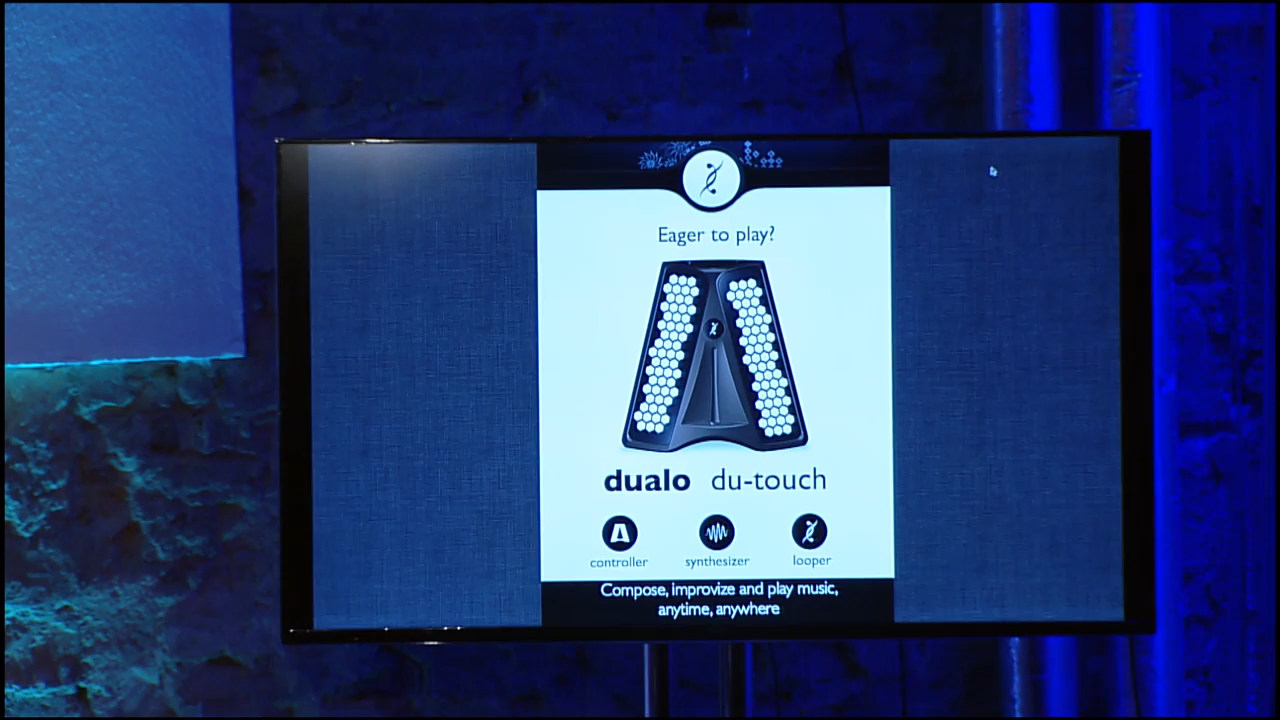 Eager to play?
dualo du-touch
controller synthesizer looper
Compose, improvize and play music,
anytime, anywhere